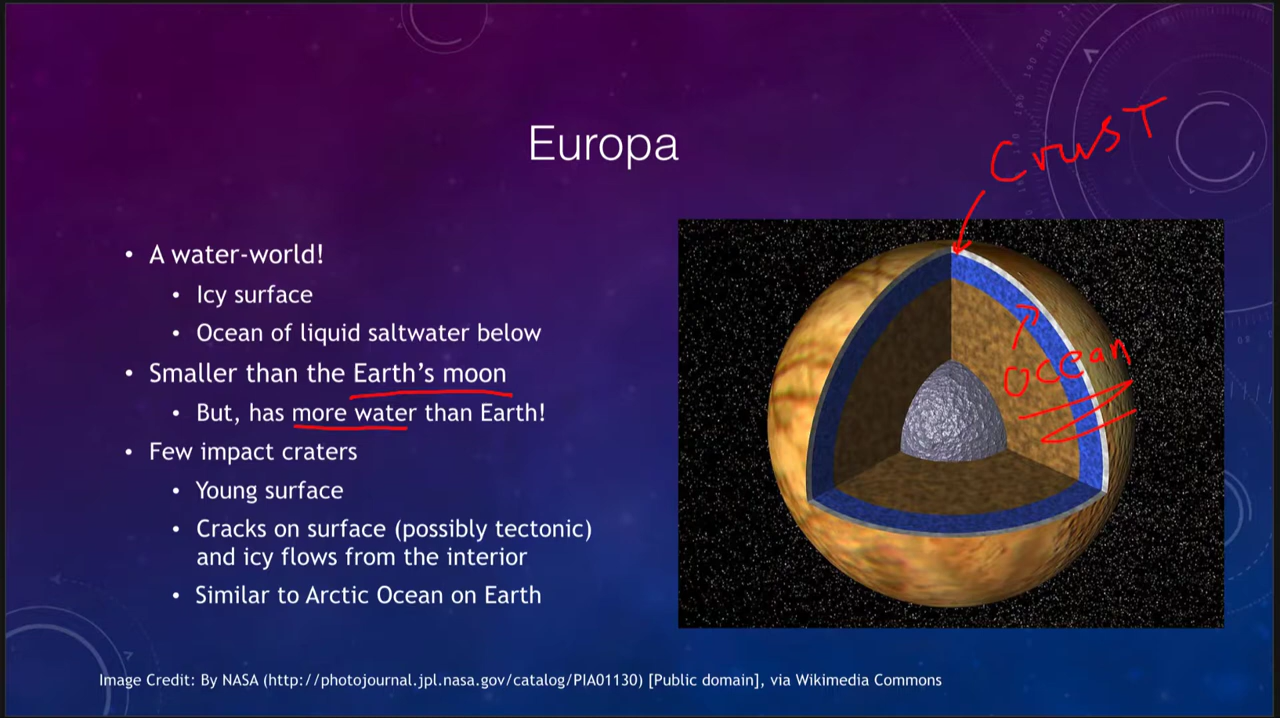 Europa
Crust
• A water-world!
• Icy surface
• Ocean of liquid saltwater below
• Smaller than the Earth's moon
• But, has more water than Earth!
• Few impact craters
• Young surface
• Cracks on surface (possibly tectonic)
and icy flows from the interior
• Similar to Arctic Ocean on Earth
Ocean
Image Credit: By NASA (http://photojournal.jpl.nasa.gov/catalog/PIA01130) [Public domain], via Wikimedia Commons